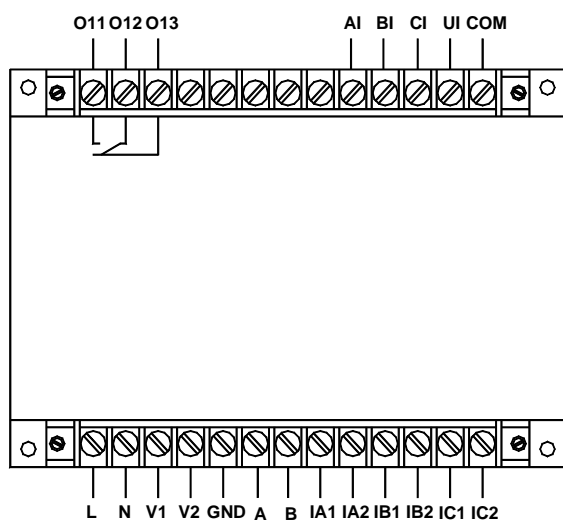 O11 O12 O13 AI BI CI UI COM
L N V1 V2 GND A B IA1 IA2 IB1 IB2 IC1 IC2